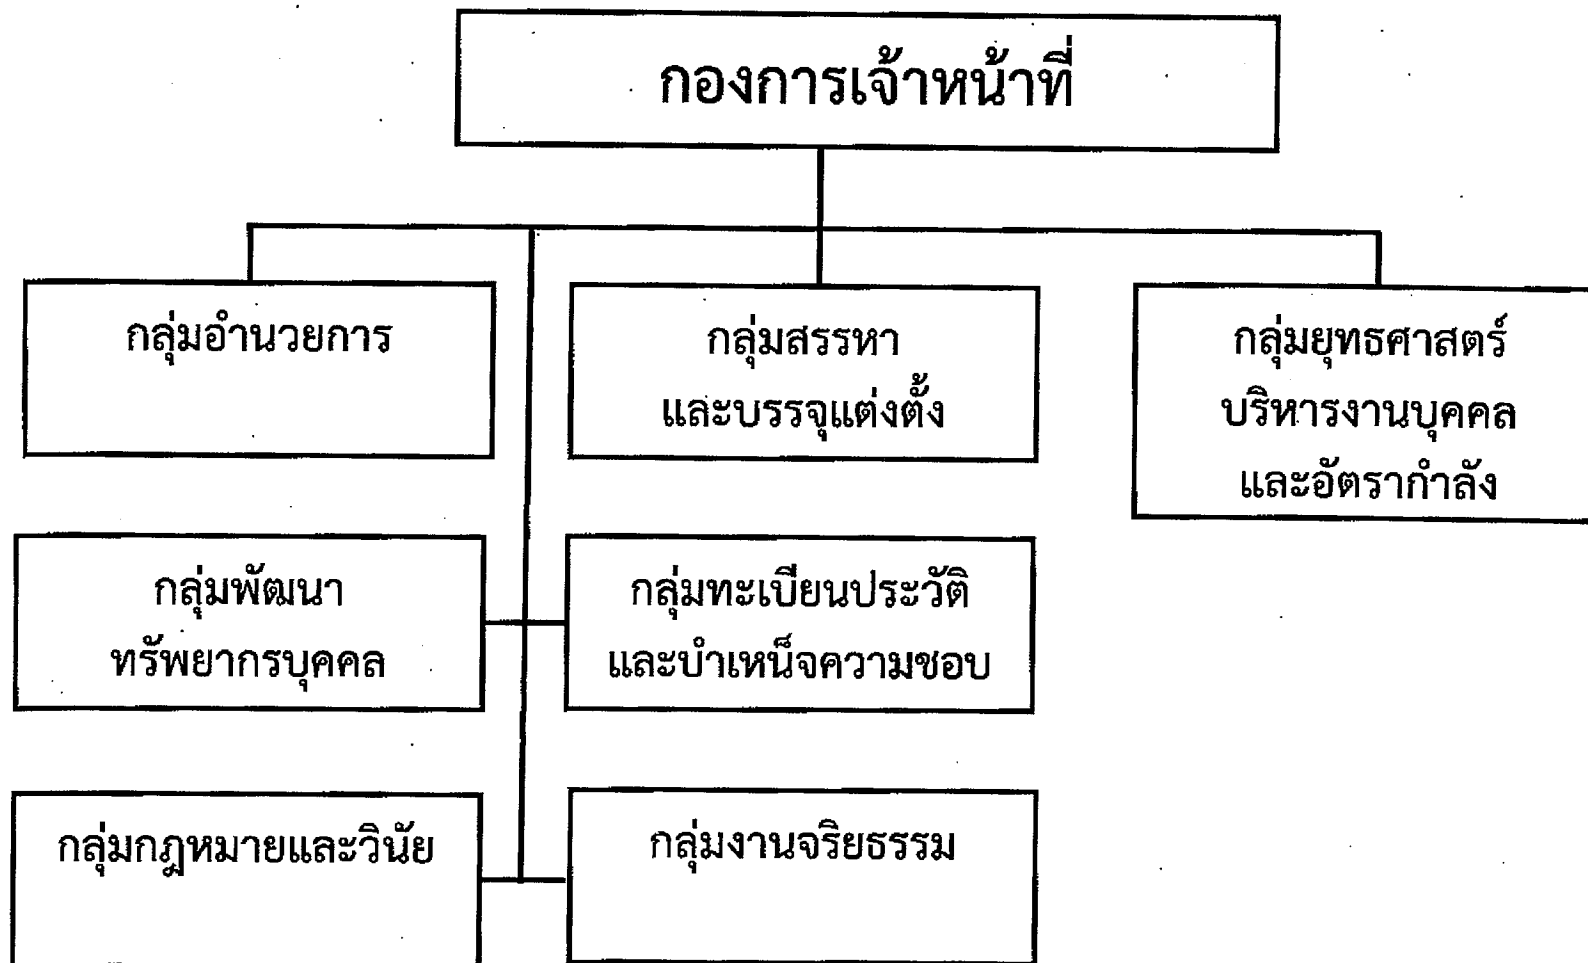 กองการเจ้าหน้าที่
กลุ่มอำนวยการ
กลุ่มสรรหา
และบรรจุแต่งตั้ง
กลุ่มยุทธศาสตร์
บริหารงานบุคคล
และอัตรากำลัง
กลุ่มพัฒนา
ทรัพยากรบุคคล
กลุ่มทะเบียนประวัติ
และบำเหน็จความชอบ
กลุ่มกฎหมายและวินัย
กลุ่มงานจริยธรรม